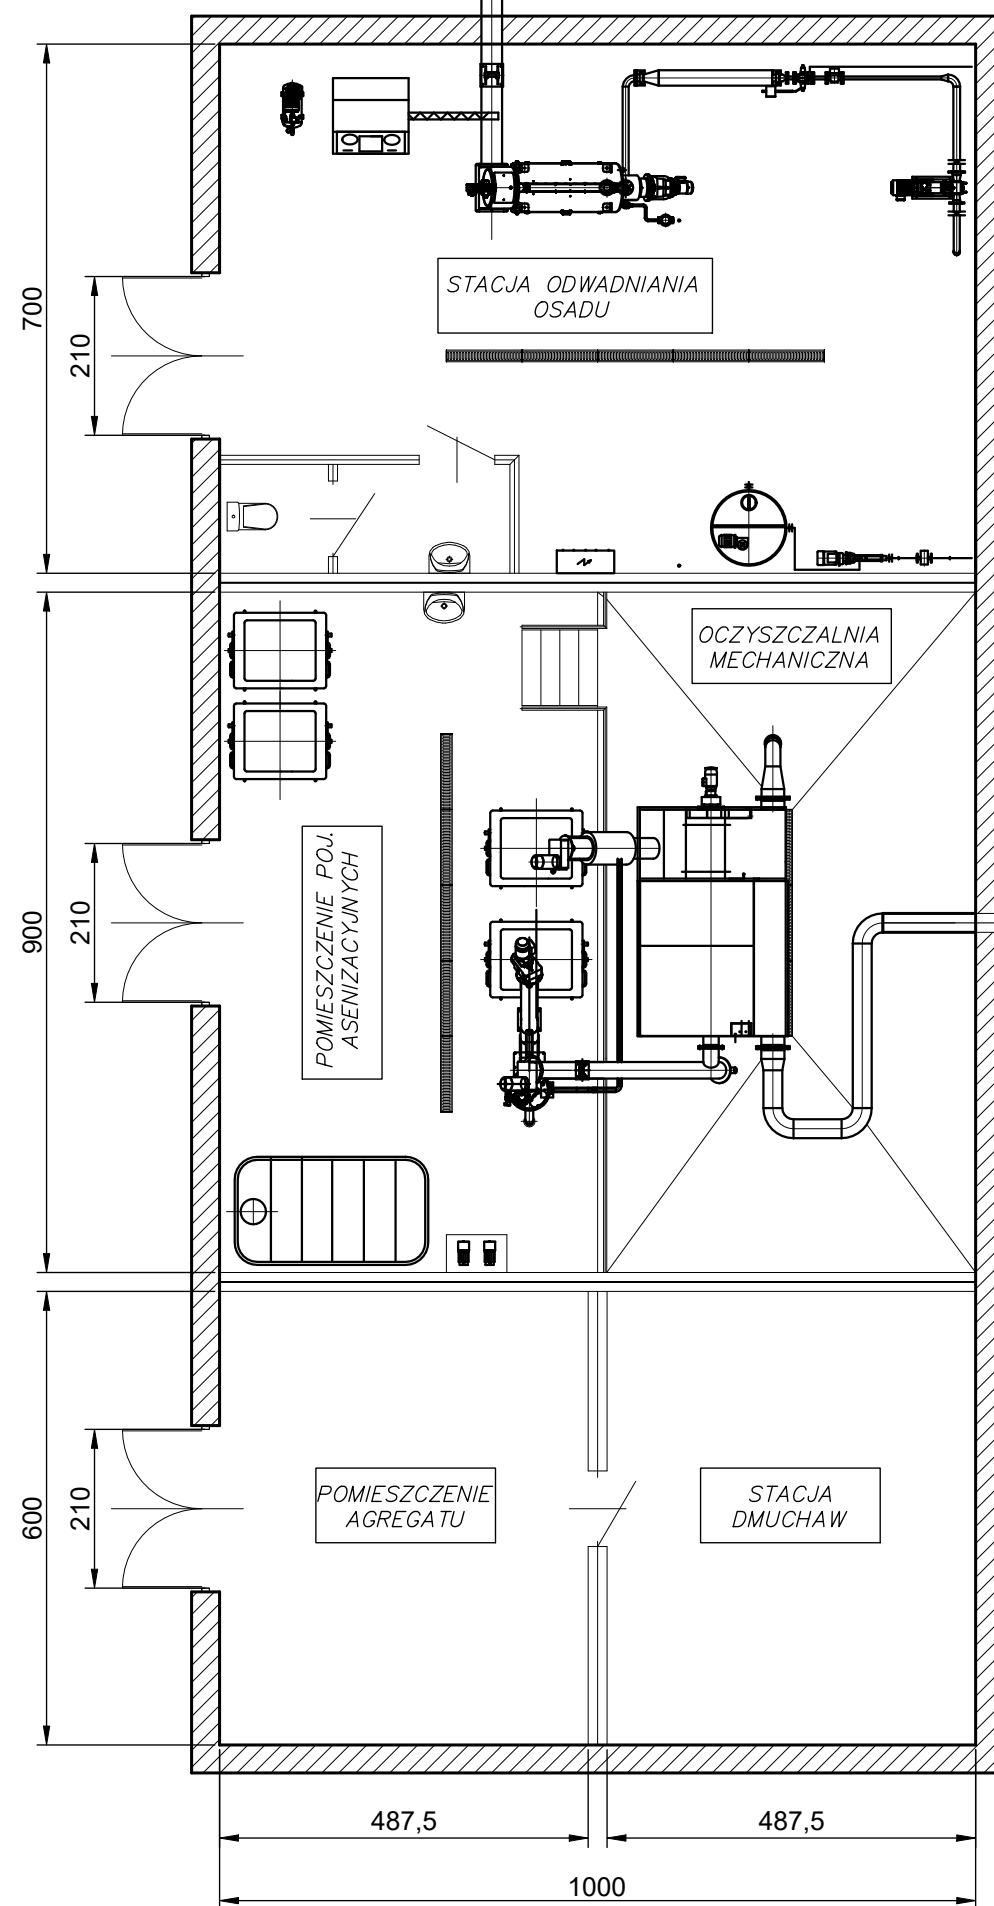 STACJA ODWADNIANIA
OSADU
700
210
OCZYSZCZALNIA
MECHANICZNA
POMIESZCZENIE POJ.
ASENIZACYJNYCH
900
210
POMIESZCZENIE
AGREGATU
STACJA
DMUCHAW
600
210
487,5
487,5
1000